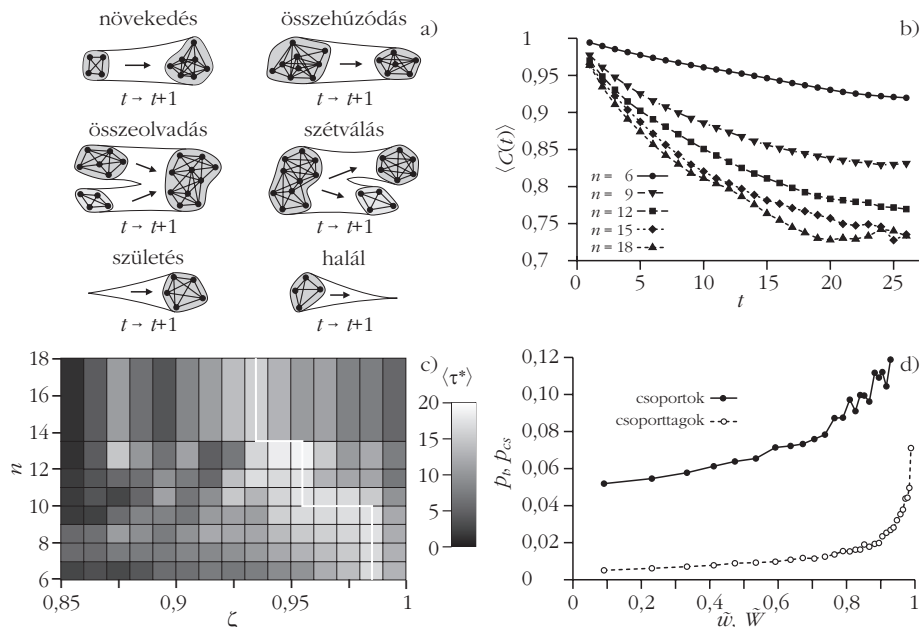 a)
növekedés
összehúzódás
t → t+1
t → t+1
összeolvadás
szétválás
t → t+1
t → t+1
születés
halál
t → t+1
t → t+1
b)
⟨C(t)⟩
1
0,95
0,9
0,85
0,8
0,75
0,7
n = 6
n = 9
n = 12
n = 15
n = 18
0 5 10 15 20 25
t
c)
n
18
16
14
12
10
8
6
0,85 0,9 0,95 1
ζ
⟨τ*⟩
20
15
10
5
0
d)
p_t, p_cs
0,12
0,10
0,08
0,06
0,04
0,02
0
csoportok
csoporttagok
0 0,2 0,4 0,6 0,8 1
w̃, W̃